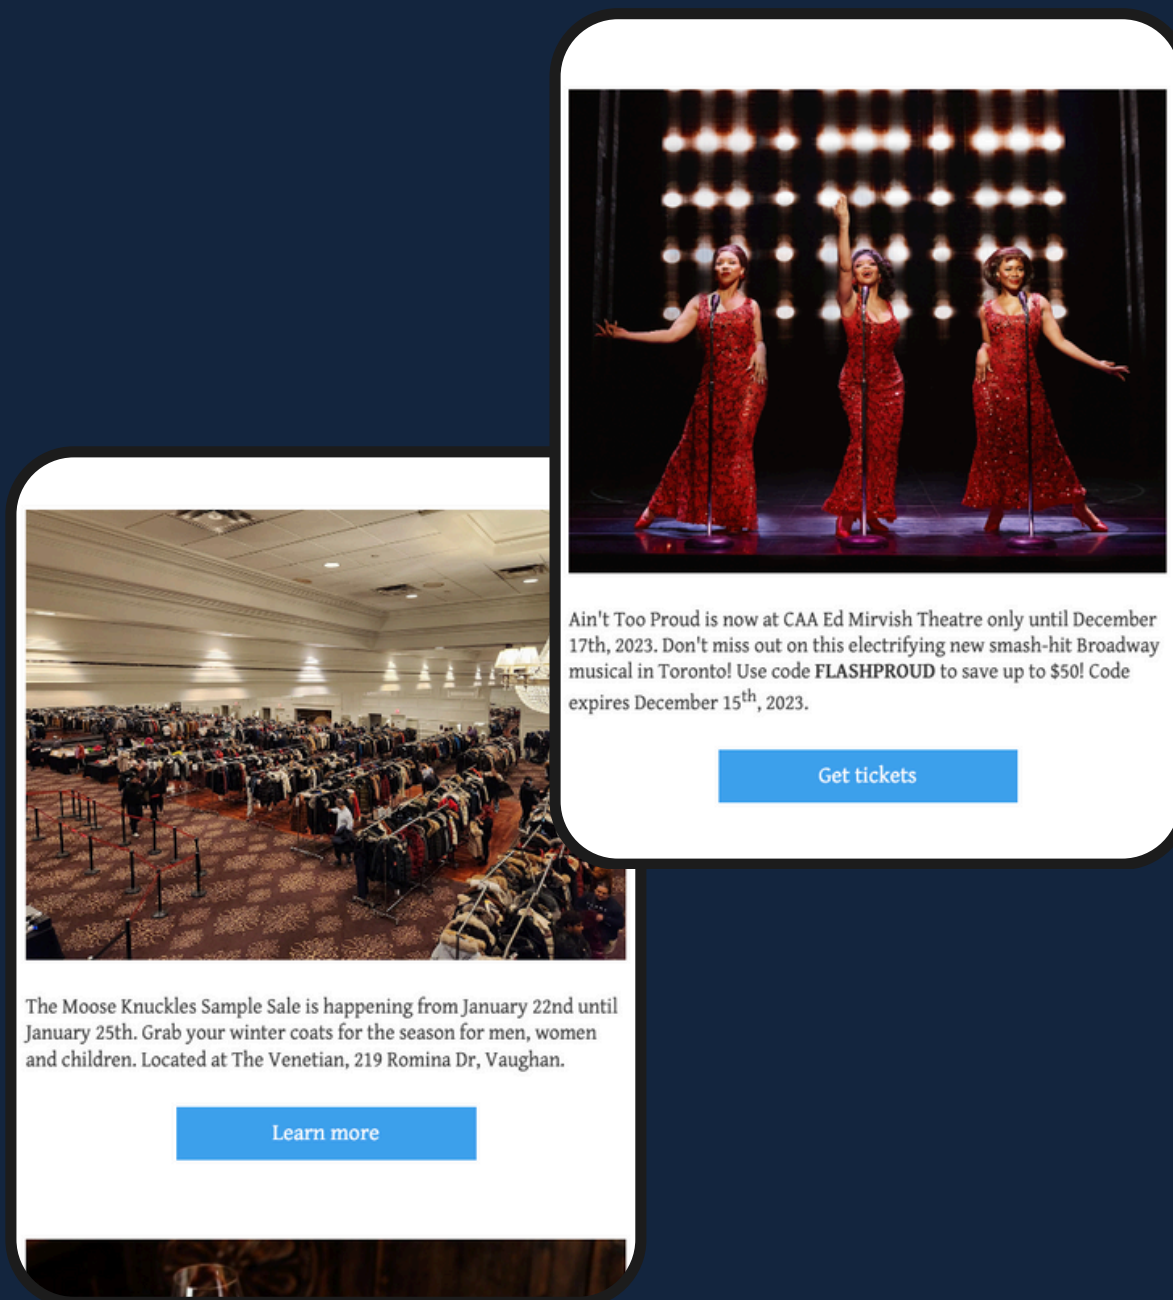 Ain't Too Proud is now at CAA Ed Mirvish Theatre only until December
17th, 2023. Don't miss out on this electrifying new smash-hit Broadway
musical in Toronto! Use code FLASHPROUD to save up to $50! Code
expires December 15th, 2023.
Get tickets
The Moose Knuckles Sample Sale is happening from January 22nd until
January 25th. Grab your winter coats for the season for men, women
and children. Located at The Venetian, 219 Romina Dr, Vaughan.
Learn more